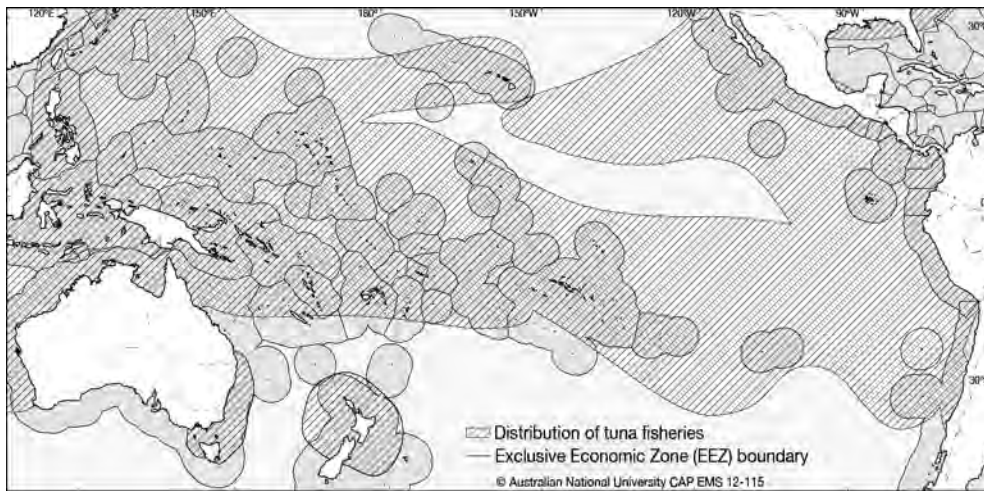 120°E 150°E 180° 150°W 120°W 90°W
30°
0°
30°
Distribution of tuna fisheries
Exclusive Economic Zone (EEZ) boundary
© Australian National University CAP EMS 12-115